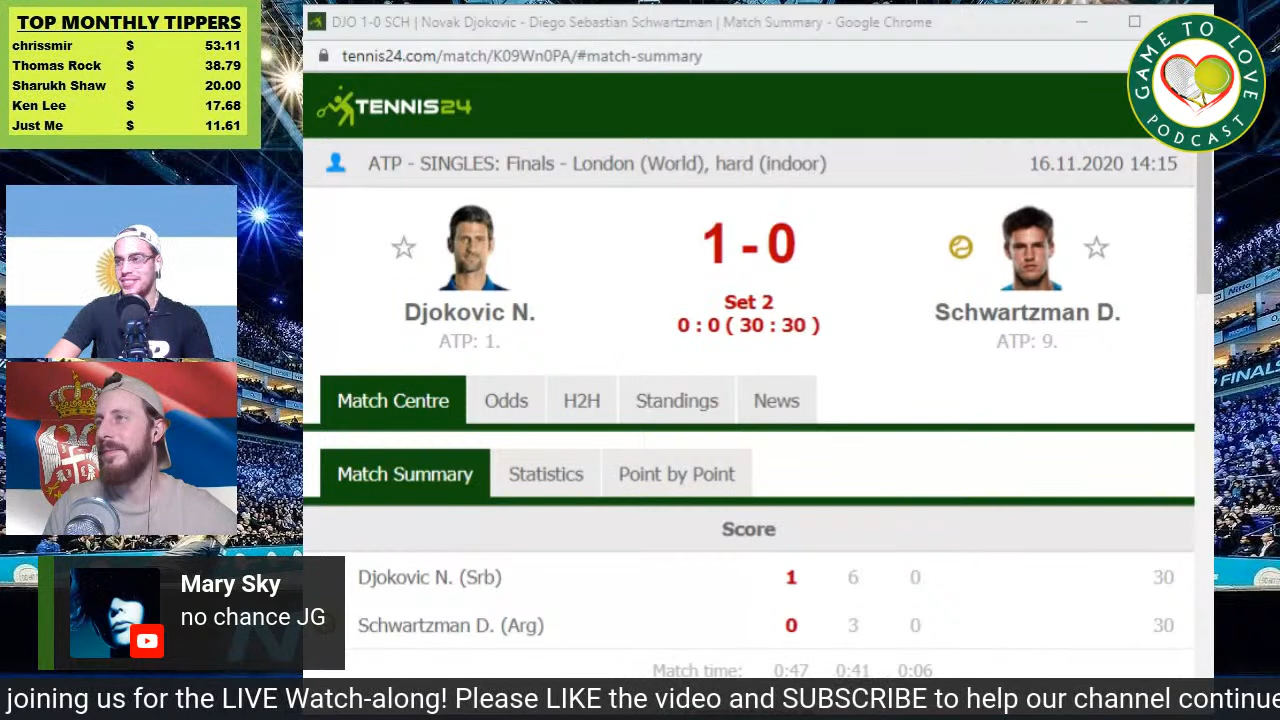 TOP MONTHLY TIPPERS
chrissmir $ 53.11
Thomas Rock $ 38.79
Sharukh Shaw $ 20.00
Ken Lee $ 17.68
Just Me $ 11.61
DJO 1-0 SCH | Novak Djokovic - Diego Sebastian Schwartzman | Match Summary - Google Chrome
tennis24.com/match/K09Wn0PA/#match-summary
TENNIS24
GAME TO LOVE
PODCAST
ATP - SINGLES: Finals - London (World), hard (indoor) 16.11.2020 14:15
1 - 0
Set 2
0 : 0 ( 30 : 30 )
Djokovic N. Schwartzman D.
ATP: 1. ATP: 9.
FINALS
Match Centre Odds H2H Standings News
Match Summary Statistics Point by Point
Score
Djokovic N. (Srb) 1 6 0 30
Schwartzman D. (Arg) 0 3 0 30
Match time: 0:47 0:41 0:06
Mary Sky
no chance JG
joining us for the LIVE Watch-along! Please LIKE the video and SUBSCRIBE to help our channel continue